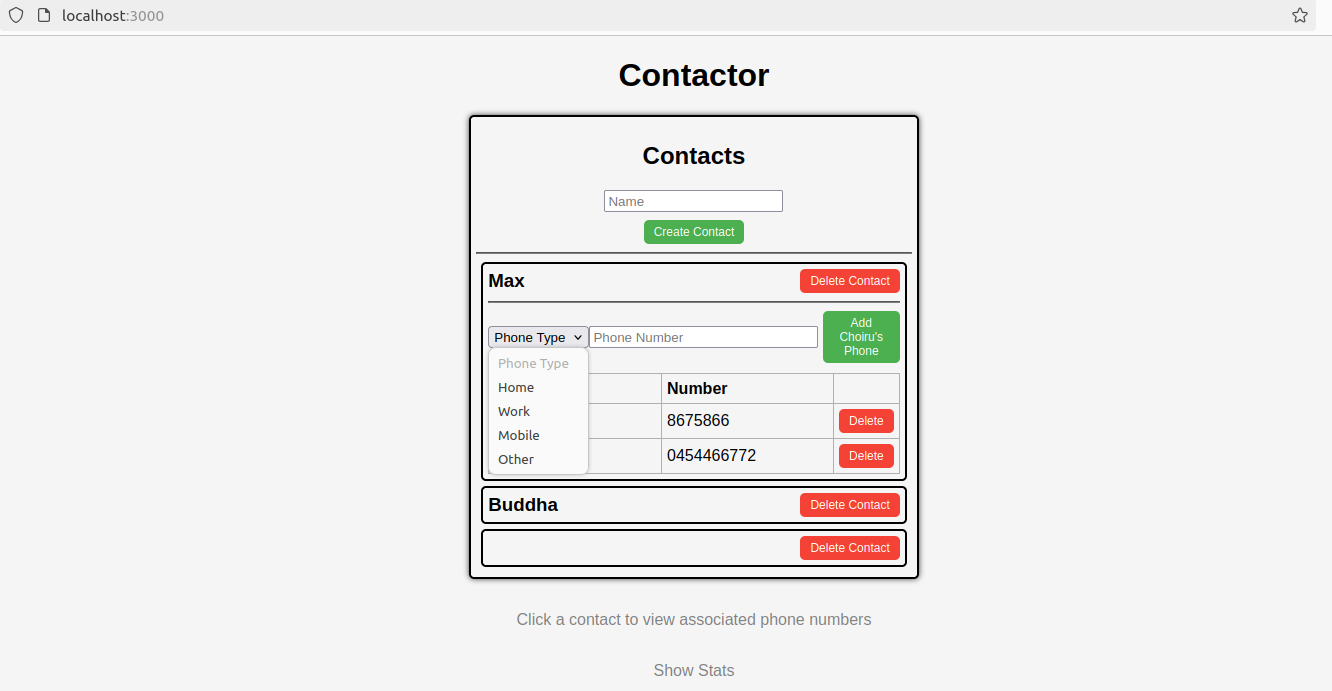 localhost:3000
Contactor
Contacts
Name
Create Contact
Max
Delete Contact
Phone Type
Phone Number
Add
Choiru's
Phone
Phone Type
Home
Work
Mobile
Other
Number
8675866
Delete
0454466772
Delete
Buddha
Delete Contact
Delete Contact
Click a contact to view associated phone numbers
Show Stats